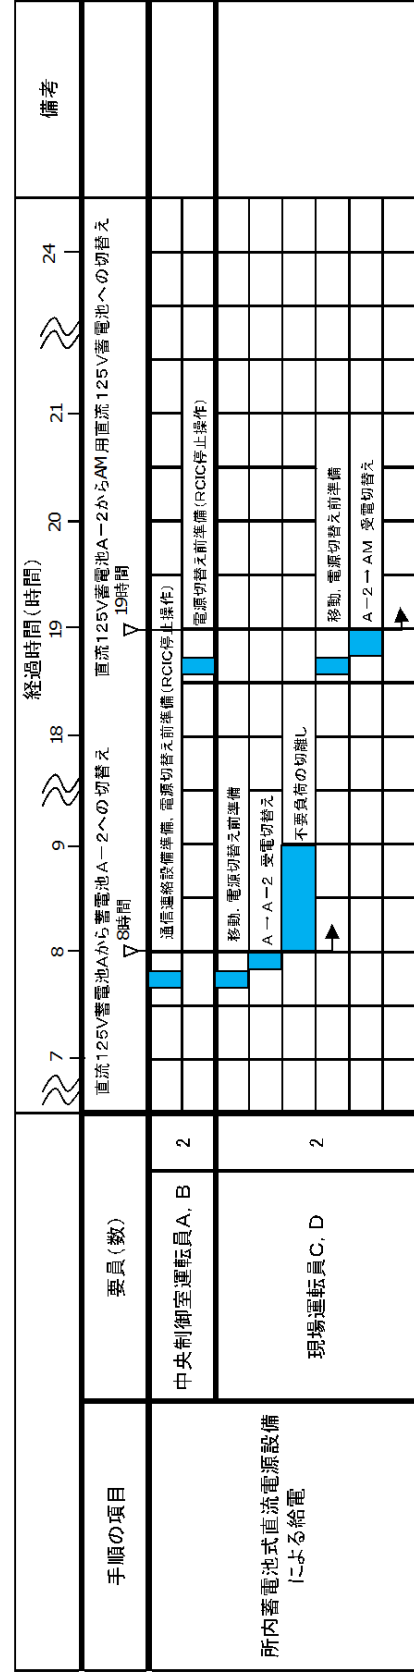 経過時間(時間)
備考
7
8
9
18
19
20
21
24
手順の項目
要員(数)
直流125V蓄電池Aから蓄電池A－2への切替え
8時間
直流125V蓄電池A－2からAM用直流125V蓄電池への切替え
19時間
所内蓄電池式直流電源設備
による給電
中央制御室運転員A, B
2
通信連絡設備準備, 電源切替え前準備(RCIC停止操作)
電源切替え前準備(RCIC停止操作)
現場運転員C, D
2
移動, 電源切替え前準備
A→A－2 受電切替え
不要負荷の切離し
移動, 電源切替え前準備
A－2→AM 受電切替え